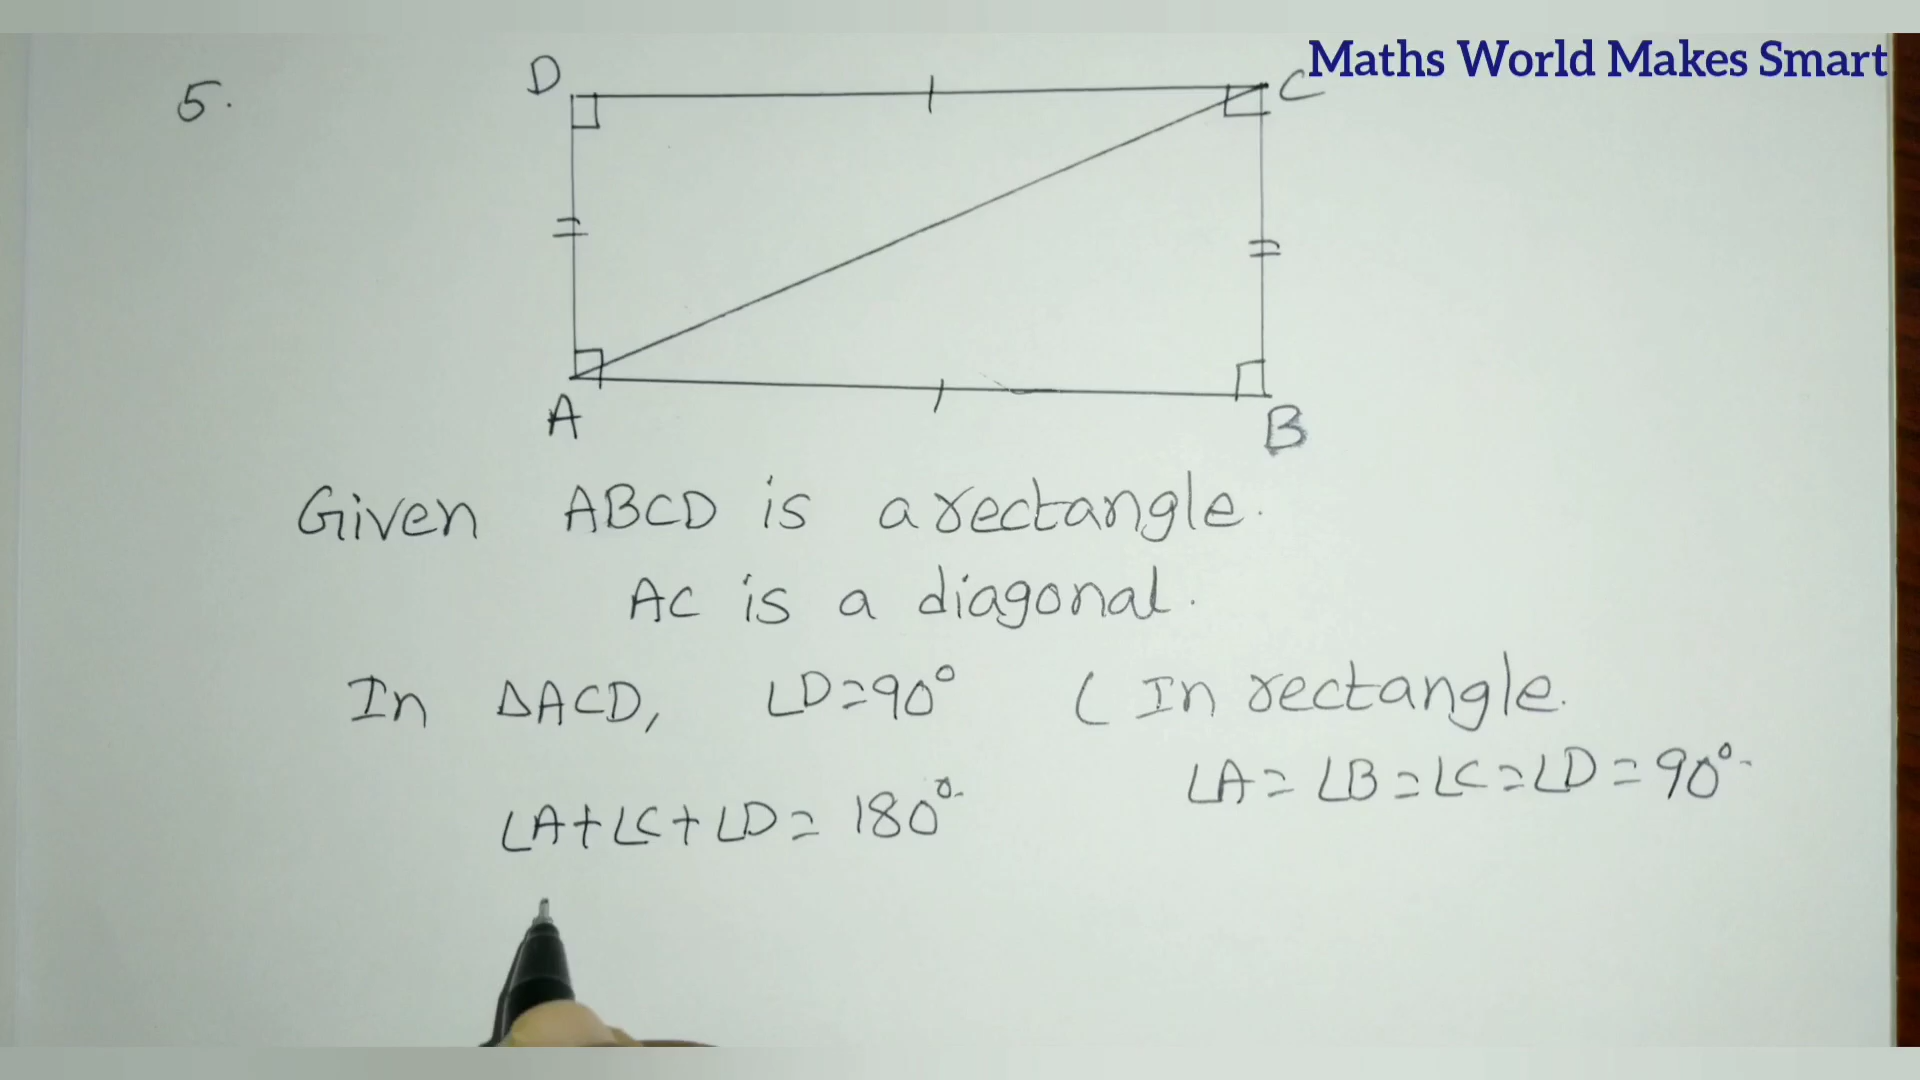 Maths World Makes Smart
5.
D
C
A
B
Given ABCD is a rectangle.
AC is a diagonal.
In ΔACD, ∠D=90° ( In rectangle.
∠A=∠B=∠C=∠D=90°.
∠A+∠C+∠D=180°.